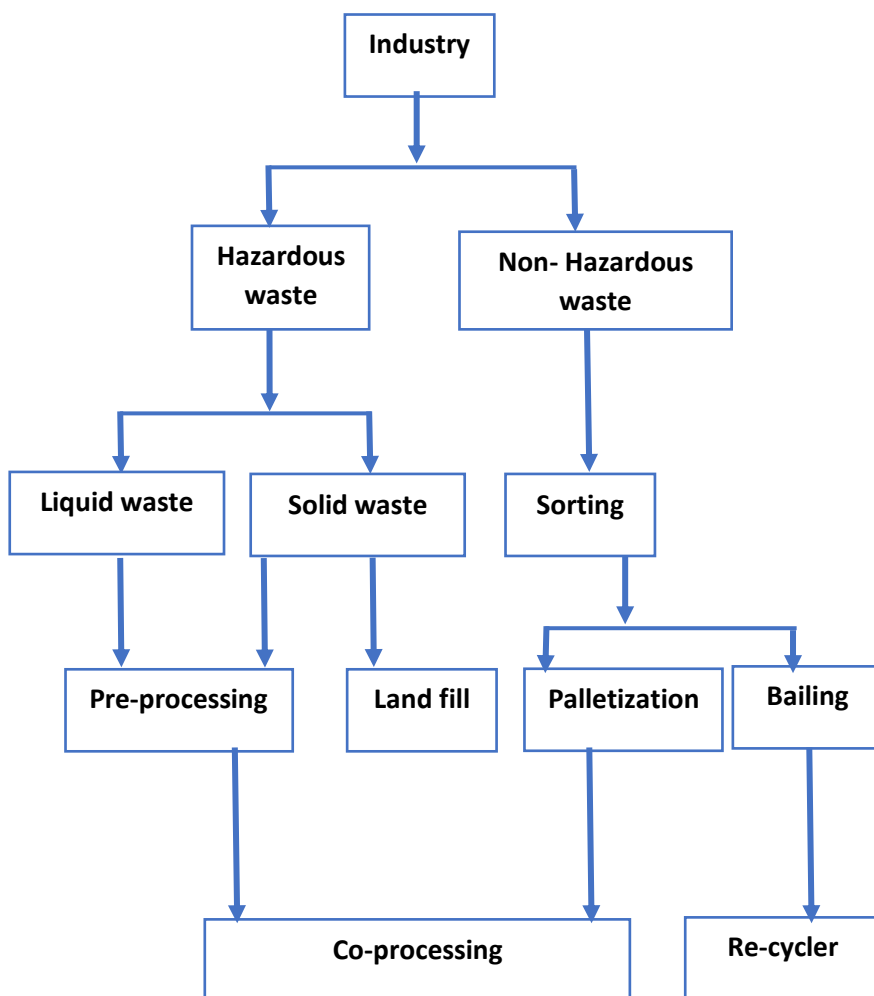 Industry
Hazardous
waste
Non- Hazardous
waste
Liquid waste
Solid waste
Sorting
Pre-processing
Land fill
Palletization
Bailing
Co-processing
Re-cycler